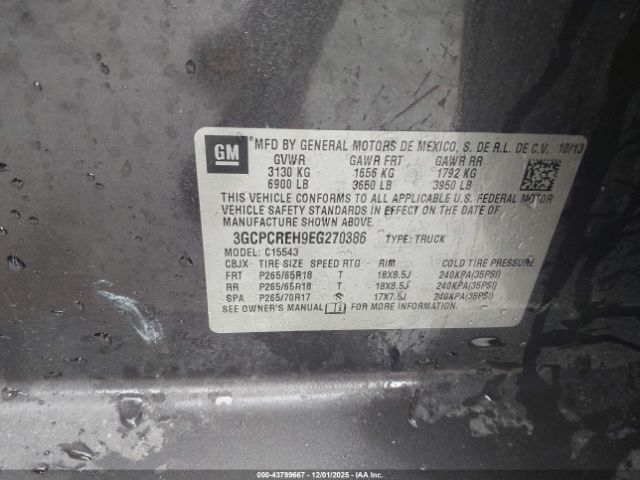 GM
MFD BY GENERAL MOTORS DE MEXICO, S. DE R.L. DE C.V. 10/13
GVWR GAWR FRT GAWR RR
3130 KG 1656 KG 1792 KG
6900 LB 3650 LB 3950 LB
THIS VEHICLE CONFORMS TO ALL APPLICABLE U.S. FEDERAL MOTOR
VEHICLE SAFETY STANDARDS IN EFFECT ON THE DATE OF
MANUFACTURE SHOWN ABOVE.
3GCPCREH9EG270386 TYPE: TRUCK
MODEL: C15543
CBJX TIRE SIZE SPEED RTG RIM COLD TIRE PRESSURE
FRT P265/65R18 T 18X8.5J 240KPA(35PSI)
RR P265/65R18 T 18X8.5J 240KPA(35PSI)
SPA P265/70R17 S 17X7.5J 240KPA(35PSI)
SEE OWNER'S MANUAL FOR MORE INFORMATION.
000-43799667 12/01/2025 IAAI.COM